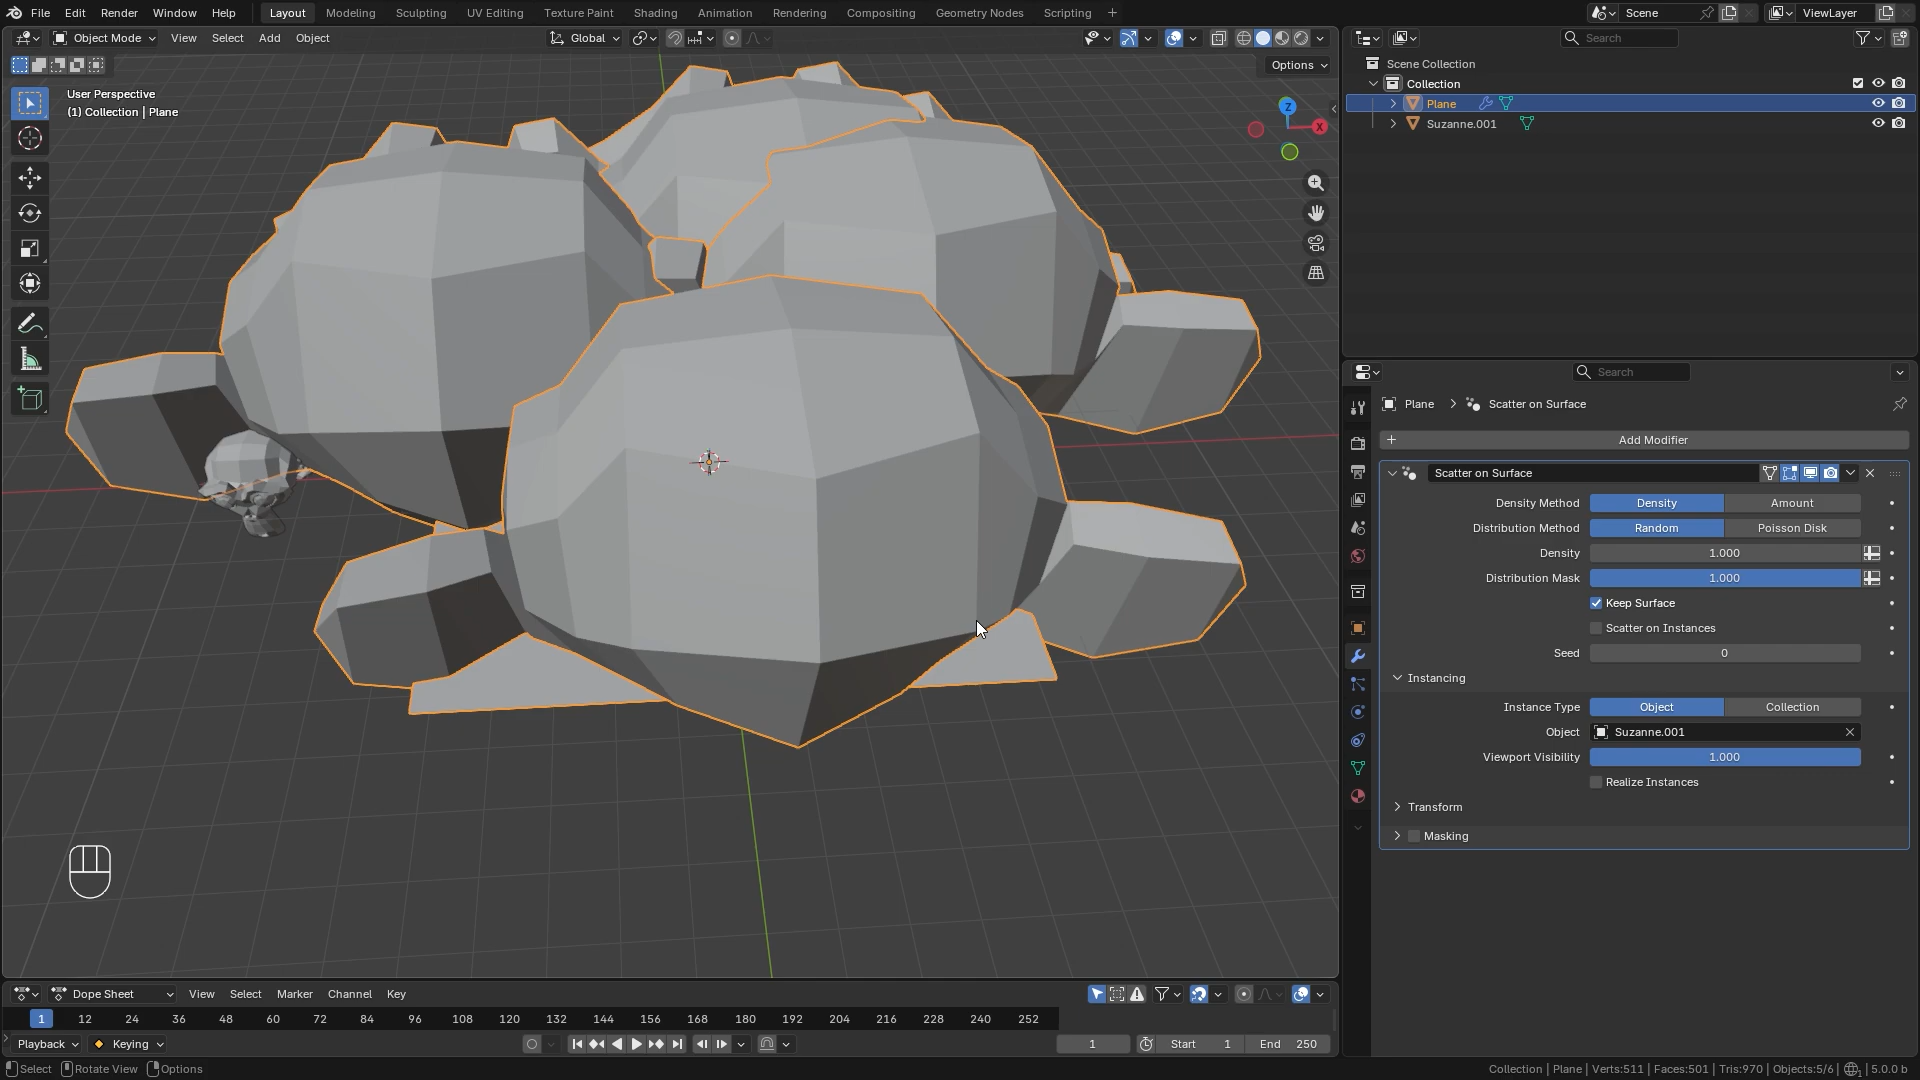 File Edit Render Window Help Layout Modeling Sculpting UV Editing Texture Paint Shading Animation Rendering Compositing Geometry Nodes Scripting + Scene ViewLayer
Object Mode View Select Add Object Global Search
Options
User Perspective
(1) Collection | Plane
Z
X
Scene Collection
Collection
Plane
Suzanne.001
Search
Plane > Scatter on Surface
+ Add Modifier
Scatter on Surface
Density Method Density Amount
Distribution Method Random Poisson Disk
Density 1.000
Distribution Mask 1.000
Keep Surface
Scatter on Instances
Seed 0
Instancing
Instance Type Object Collection
Object Suzanne.001
Viewport Visibility 1.000
Realize Instances
Transform
Masking
Dope Sheet View Select Marker Channel Key
1 12 24 36 48 60 72 84 96 108 120 132 144 156 168 180 192 204 216 228 240 252
Playback Keying 1 Start 1 End 250
Select Rotate View Options Collection | Plane | Verts:511 | Faces:501 | Tris:970 | Objects:5/6 | 5.0.0 b